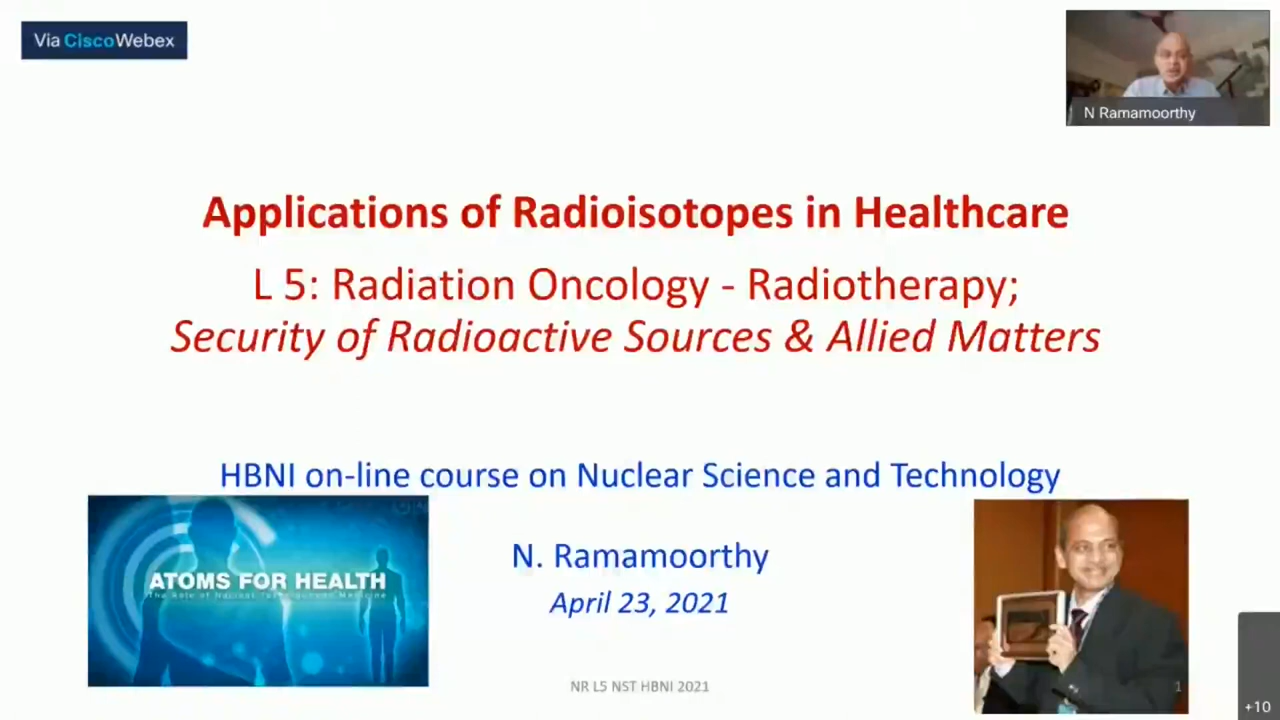 Via CiscoWebex
N Ramamoorthy
Applications of Radioisotopes in Healthcare
L 5: Radiation Oncology - Radiotherapy;
Security of Radioactive Sources & Allied Matters
HBNI on-line course on Nuclear Science and Technology
ATOMS FOR HEALTH
N. Ramamoorthy
April 23, 2021
NR L5 NST HBNI 2021
1
+10